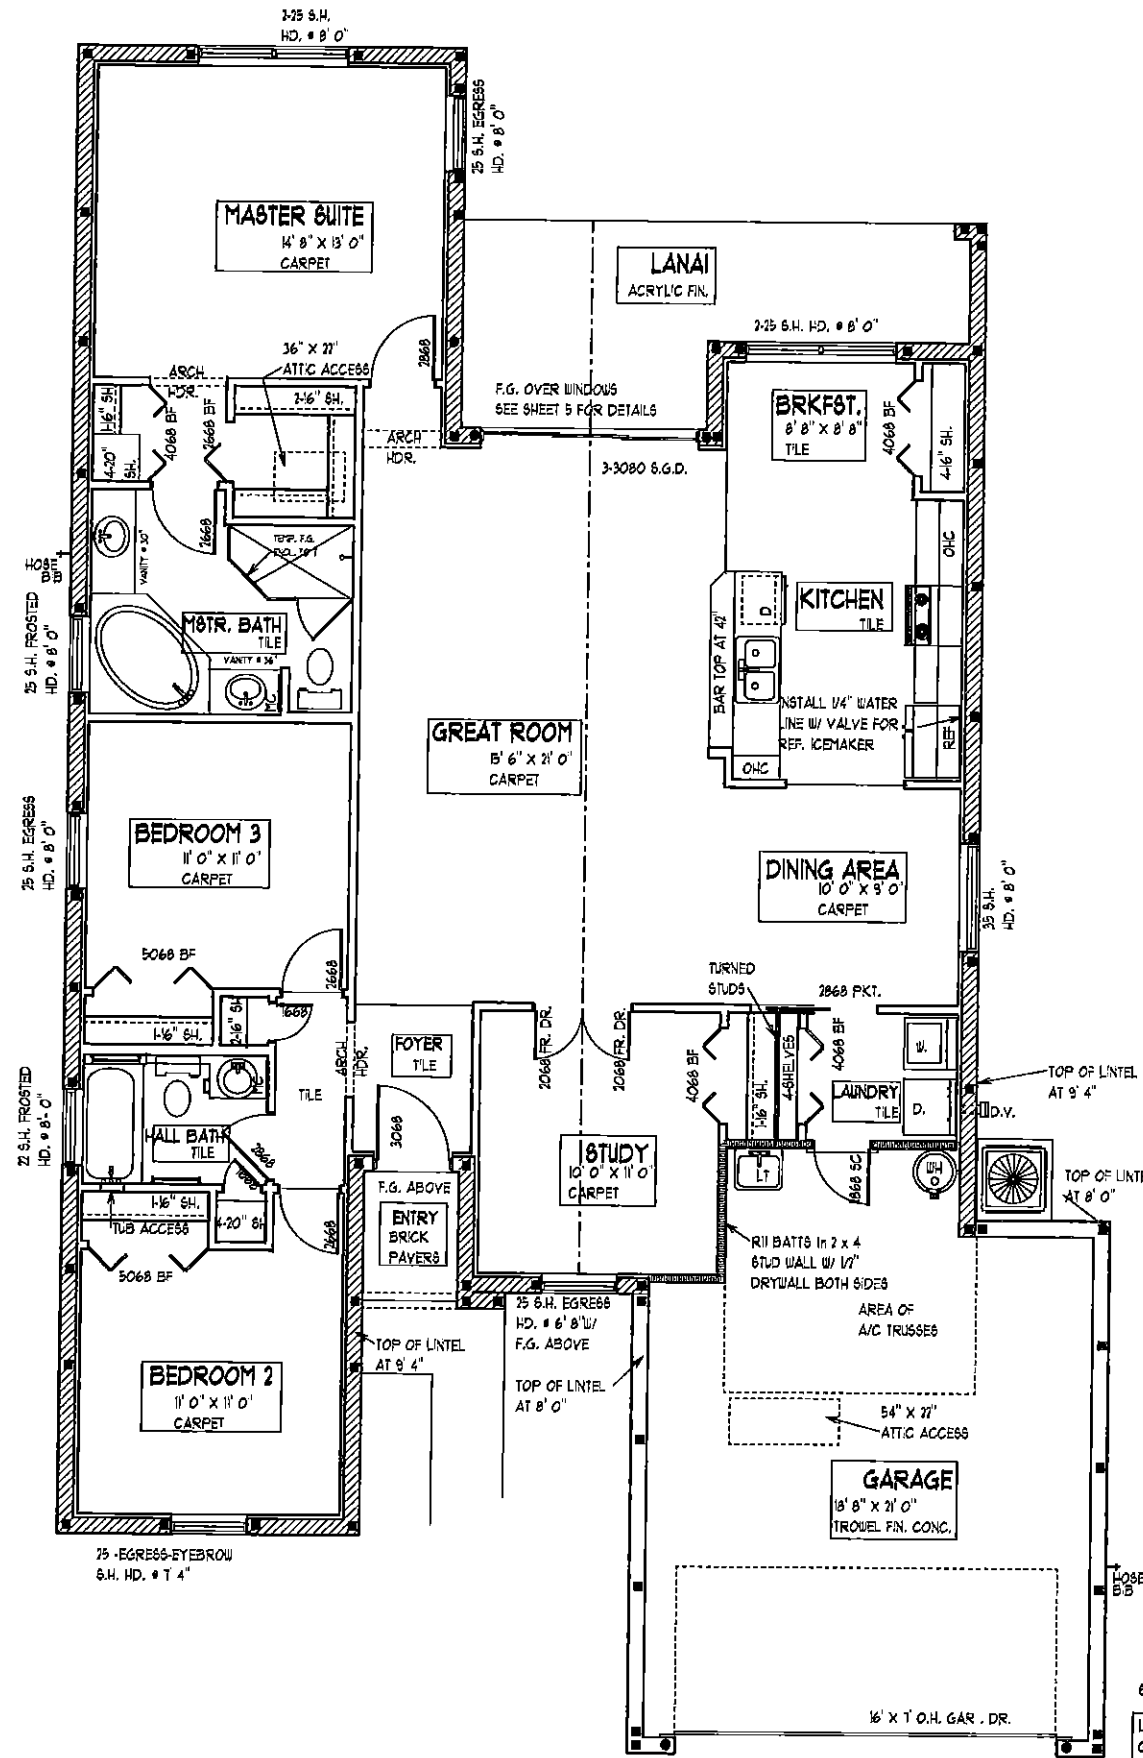 2-25 S.H.
HD. @ 8' 0"
25 S.H. EGRESS
HD. @ 8' 0"
MASTER SUITE
14' 8" X 13' 0"
CARPET
LANAI
ACRYLIC FIN.
2-25 S.H. HD. @ 8' 0"
36" X 22"
ATTIC ACCESS
2868
ARCH
HDR.
2-16" SH.
F.G. OVER WINDOWS
SEE SHEET 5 FOR DETAILS
BRKFST.
8' 8" X 8' 8"
TILE
4068 BF
4-16" SH.
1-16" SH.
4-20"
SH.
4068 BF
2668 BF
ARCH
HDR.
3-3080 S.G.D.
2668
VANITY @ 30"
TEMP. F.G.
HOSE
BIB
OHC
25 S.H. FROSTED
HD. @ 8' 0"
MSTR. BATH
TILE
VANITY @ 36"
MC
D
KITCHEN
TILE
BAR TOP AT 42"
INSTALL 1/4" WATER
LINE W/ VALVE FOR
REF. ICEMAKER
REF
OHC
GREAT ROOM
15' 6" X 21' 0"
CARPET
25 S.H. EGRESS
HD. @ 8' 0"
BEDROOM 3
11' 0" X 11' 0"
CARPET
DINING AREA
10' 0" X 9' 0"
CARPET
35 S.H.
HD. @ 8' 0"
5068 BF
2668
TURNED
STUDS
2868 PKT.
1-16" SH.
2-16" SH
1668
ARCH
HDR.
FOYER
TILE
2068 FR. DR.
2068 FR. DR.
4068 BF
1-16" SH.
4-SHELVES
4068 BF
W.
22 S.H. FROSTED
HD. @ 8'- 0"
MC
TILE
LAUNDRY
TILE
D.
TOP OF LINTEL
AT 9' 4"
D.V.
HALL BATH
TILE
2868
3068
STUDY
10' 0" X 11' 0"
CARPET
LT
2868 SC
WH
TOP OF LINTEL
AT 8' 0"
1-16" SH.
TUB ACCESS
1668
4-20" SH
2668
F.G. ABOVE
ENTRY
BRICK
PAVERS
5068 BF
R11 BATTS in 2 x 4
STUD WALL W/ 1/2"
DRYWALL BOTH SIDES
AREA OF
A/C TRUSSES
25 S.H. EGRESS
HD. @ 6' 8" W/
F.G. ABOVE
TOP OF LINTEL
AT 9' 4"
TOP OF LINTEL
AT 8' 0"
BEDROOM 2
11' 0" X 11' 0"
CARPET
54" X 22"
ATTIC ACCESS
GARAGE
18' 8" X 21' 0"
TROWEL FIN. CONC.
25 -EGRESS-EYEBROW
S.H. HD. @ 7' 4"
HOSE
BIB
16' X 7' O.H. GAR . DR.